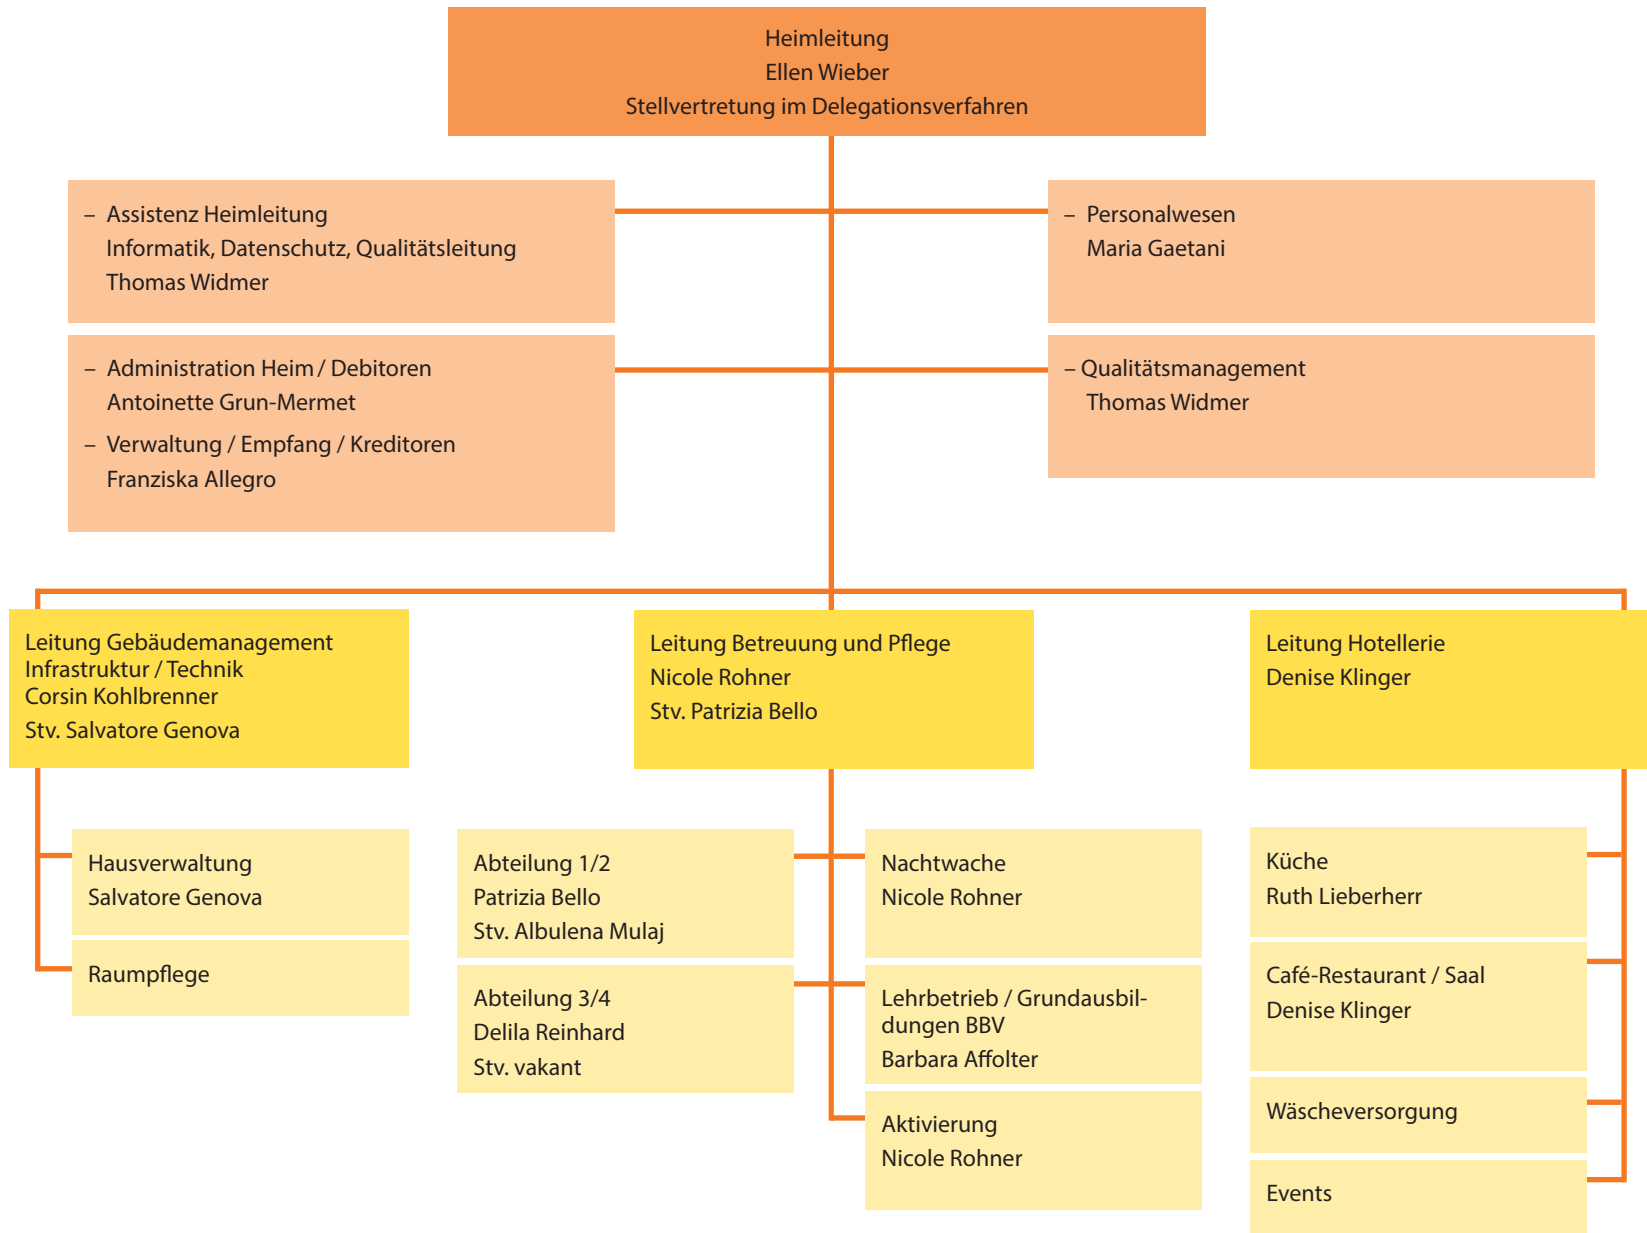 Heimleitung
Ellen Wieber
Stellvertretung im Delegationsverfahren
– Assistenz Heimleitung
Informatik, Datenschutz, Qualitätsleitung
Thomas Widmer
– Personalwesen
Maria Gaetani
– Administration Heim / Debitoren
Antoinette Grun-Mermet
– Verwaltung / Empfang / Kreditoren
Franziska Allegro
– Qualitätsmanagement
Thomas Widmer
Leitung Gebäudemanagement
Infrastruktur / Technik
Corsin Kohlbrenner
Stv. Salvatore Genova
Hausverwaltung
Salvatore Genova
Raumpflege
Leitung Betreuung und Pflege
Nicole Rohner
Stv. Patrizia Bello
Abteilung 1/2
Patrizia Bello
Stv. Albulena Mulaj
Abteilung 3/4
Delila Reinhard
Stv. vakant
Nachtwache
Nicole Rohner
Lehrbetrieb / Grundausbil-
dungen BBV
Barbara Affolter
Aktivierung
Nicole Rohner
Leitung Hotellerie
Denise Klinger
Küche
Ruth Lieberherr
Café-Restaurant / Saal
Denise Klinger
Wäscheversorgung
Events